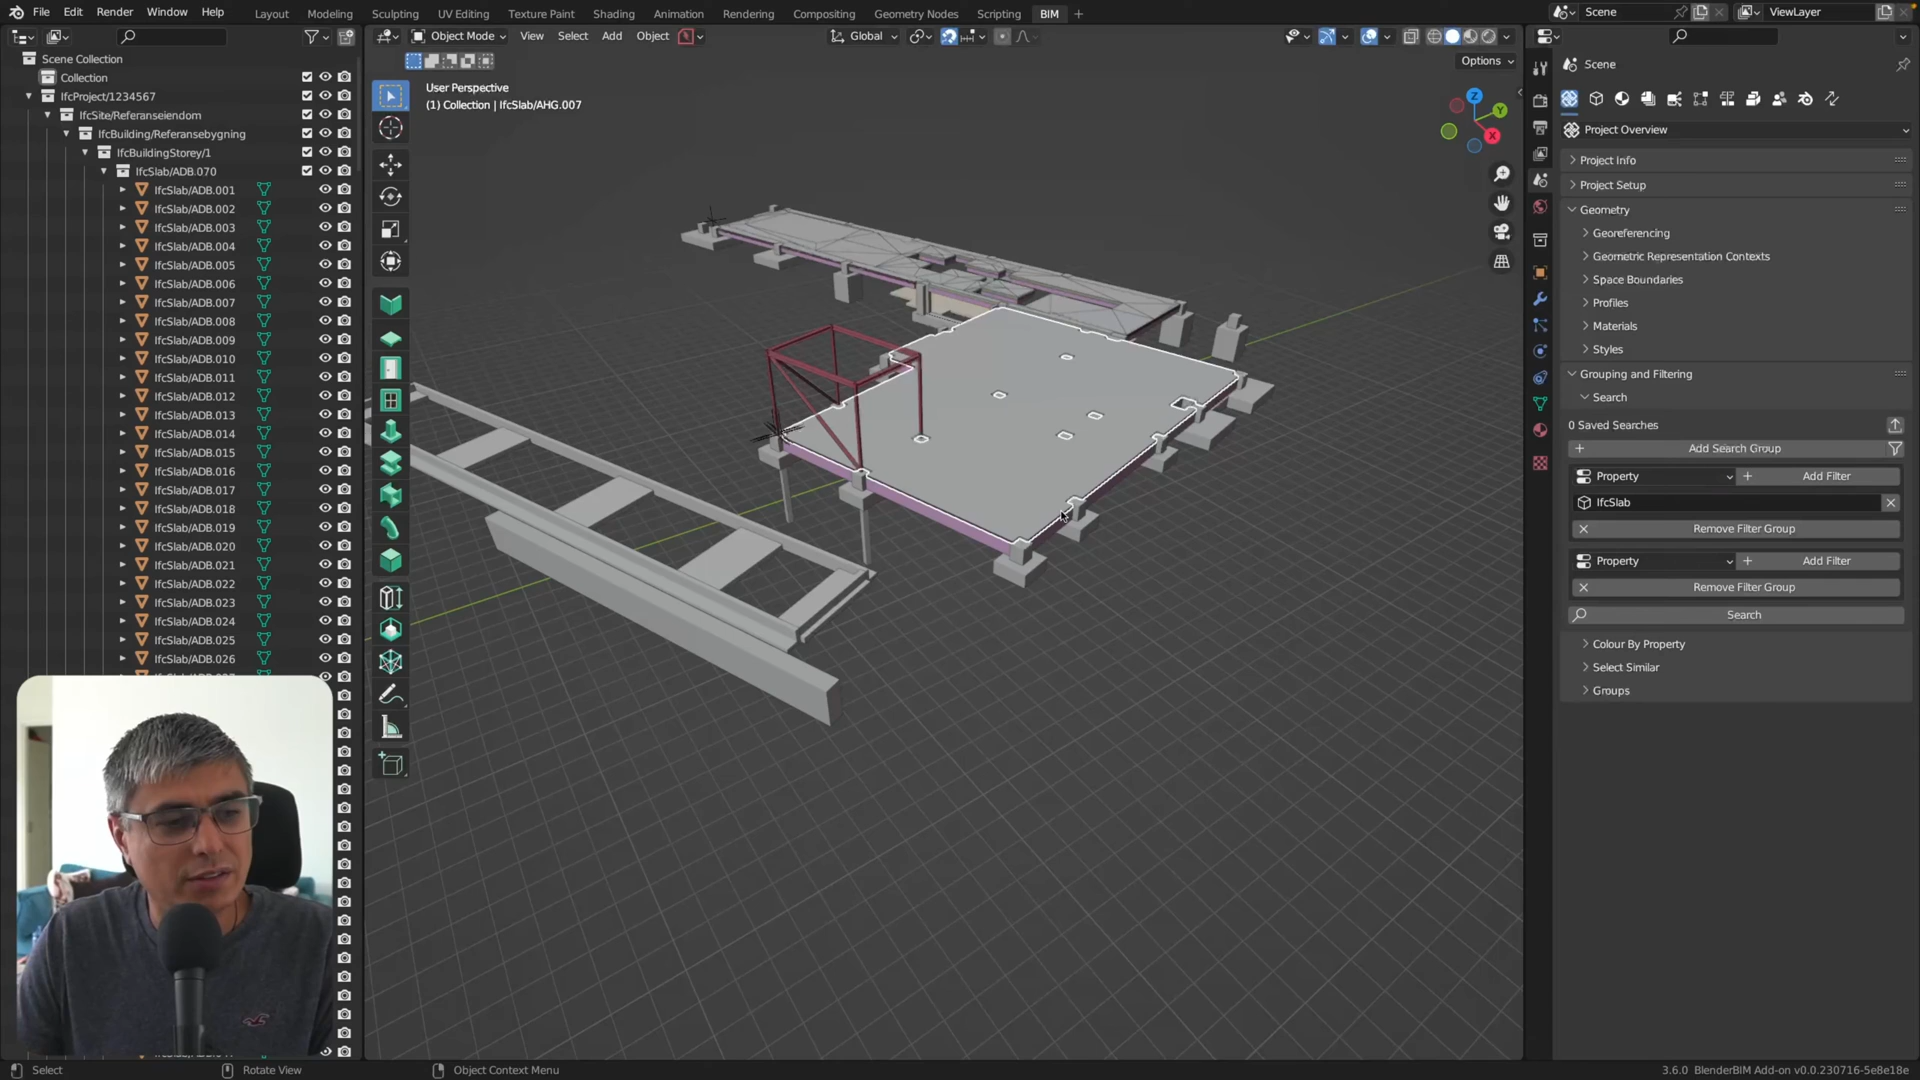 File Edit Render Window Help
Layout Modeling Sculpting UV Editing Texture Paint Shading Animation Rendering Compositing Geometry Nodes Scripting BIM +
Scene
ViewLayer
Scene Collection
Collection
IfcProject/1234567
IfcSite/Referanseiendom
IfcBuilding/Referansebygning
IfcBuildingStorey/1
IfcSlab/ADB.070
IfcSlab/ADB.001
IfcSlab/ADB.002
IfcSlab/ADB.003
IfcSlab/ADB.004
IfcSlab/ADB.005
IfcSlab/ADB.006
IfcSlab/ADB.007
IfcSlab/ADB.008
IfcSlab/ADB.009
IfcSlab/ADB.010
IfcSlab/ADB.011
IfcSlab/ADB.012
IfcSlab/ADB.013
IfcSlab/ADB.014
IfcSlab/ADB.015
IfcSlab/ADB.016
IfcSlab/ADB.017
IfcSlab/ADB.018
IfcSlab/ADB.019
IfcSlab/ADB.020
IfcSlab/ADB.021
IfcSlab/ADB.022
IfcSlab/ADB.023
IfcSlab/ADB.024
IfcSlab/ADB.025
IfcSlab/ADB.026
Object Mode View Select Add Object
Global
Options
User Perspective
(1) Collection | IfcSlab/AHG.007
Z
Y
X
Scene
Project Overview
Project Info
Project Setup
Geometry
Georeferencing
Geometric Representation Contexts
Space Boundaries
Profiles
Materials
Styles
Grouping and Filtering
Search
0 Saved Searches
+ Add Search Group
Property + Add Filter
IfcSlab
Remove Filter Group
Property + Add Filter
Remove Filter Group
Search
Colour By Property
Select Similar
Groups
Select Rotate View Object Context Menu
3.6.0 BlenderBIM Add-on v0.0.230716-5e8e18e